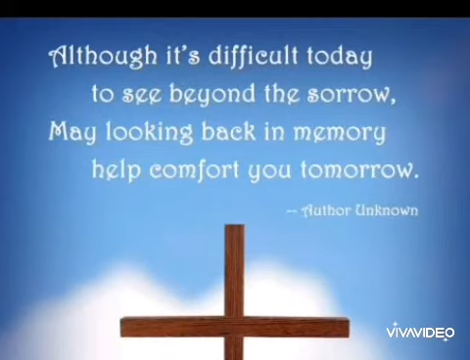 Although it's difficult today
to see beyond the sorrow,
May looking back in memory
help comfort you tomorrow.
-- Author Unknown
VIVAVIDEO